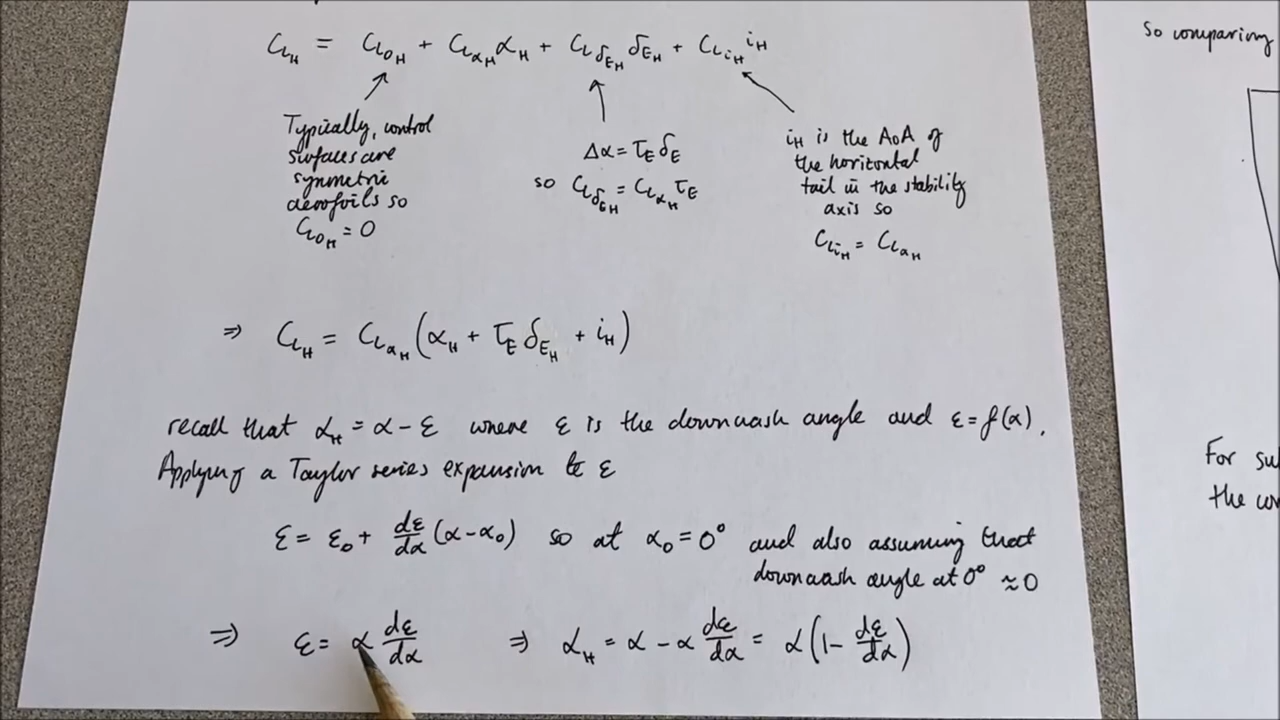 C_{L_H} = C_{L_{0_H}} + C_{L_{α_H}} α_H + C_{L_{δ_{E_H}}} δ_{E_H} + C_{L_{i_H}} i_H
Typically, control
surfaces are
symmetric
aerofoils so
C_{L_{0_H}} = 0
Δα = τ_E δ_E
so C_{L_{δ_{E_H}}} = C_{L_{α_H}} τ_E
i_H is the AoA of
the horizontal
tail in the stability
axis so
C_{L_{i_H}} = C_{L_{α_H}}
⇒ C_{L_H} = C_{L_{α_H}} (α_H + τ_E δ_{E_H} + i_H)
recall that α_H = α - ε where ε is the downwash angle and ε = f(α).
Applying a Taylor series expansion to ε
ε = ε_0 + dε/dα (α - α_0) so at α_0 = 0° and also assuming that
downwash angle at 0° ≈ 0
⇒ ε = α dε/dα ⇒ α_H = α - α dε/dα = α (1 - dε/dα)
So comparing
For su
the